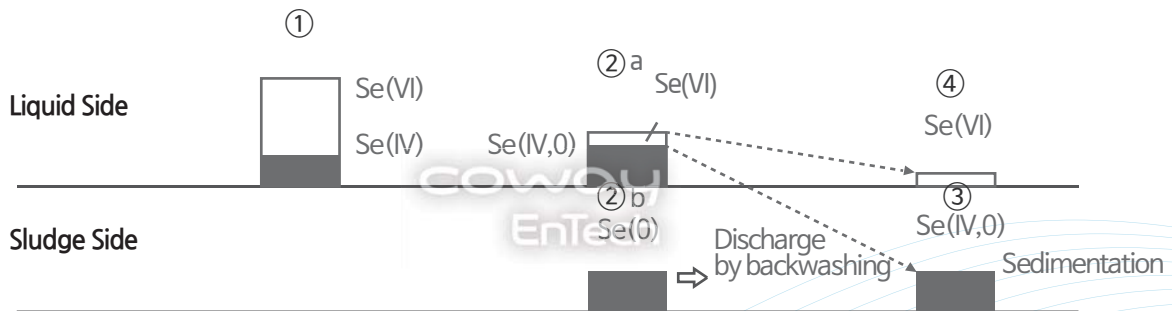 ①
②a
Se(VI)
④
Liquid Side
Se(VI)
Se(VI)
Se(IV)
Se(IV,0)
coway
EnTech
②b
Se(0)
③
Se(IV,0)
Sludge Side
Discharge
by backwashing
Sedimentation